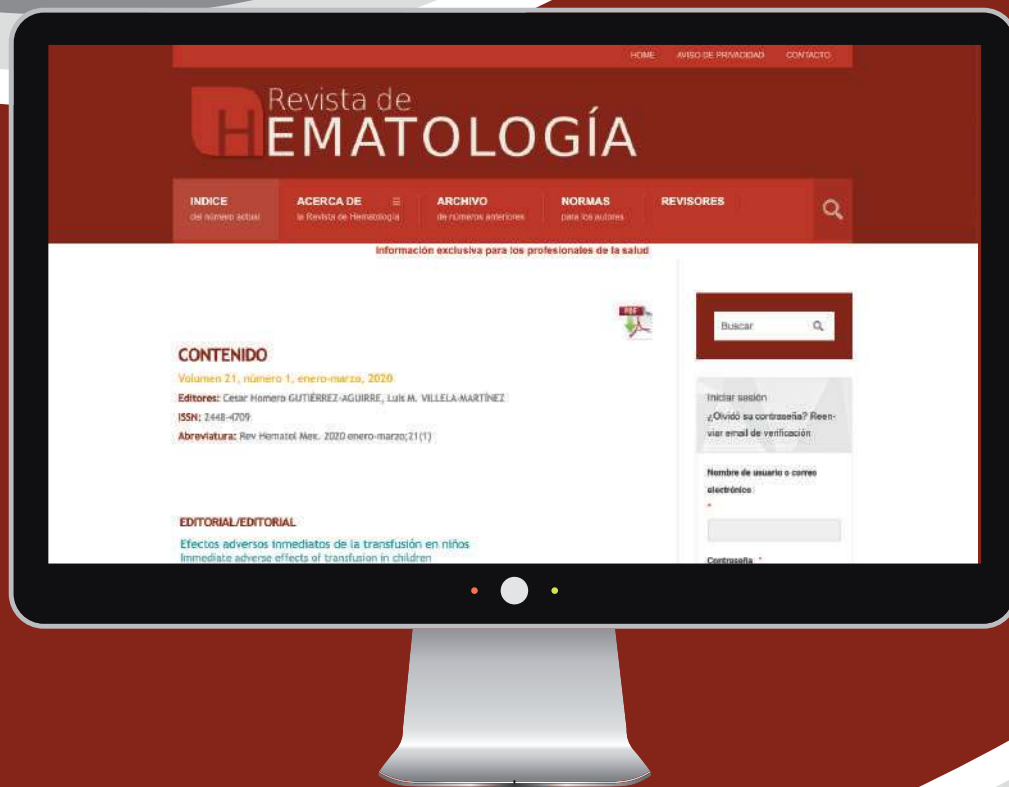 HOME AVISO DE PRIVACIDAD CONTACTO
Revista de
HEMATOLOGÍA
INDICE
del número actual
ACERCA DE
la Revista de Hematología
ARCHIVO
de números anteriores
NORMAS
para los autores
REVISORES
Información exclusiva para los profesionales de la salud
PDF
CONTENIDO
Volumen 21, número 1, enero-marzo, 2020
Editores: Cesar Homero GUTIÉRREZ-AGUIRRE, Luis M. VILLELA-MARTÍNEZ
ISSN: 2448-4709
Abreviatura: Rev Hematol Mex. 2020 enero-marzo;21(1)
EDITORIAL/EDITORIAL
Efectos adversos inmediatos de la transfusión en niños
Immediate adverse effects of transfusion in children
Buscar
Iniciar sesión
¿Olvidó su contraseña? Reen-
viar email de verificación
Nombre de usuario o correo
electrónico:
*
Contraseña *